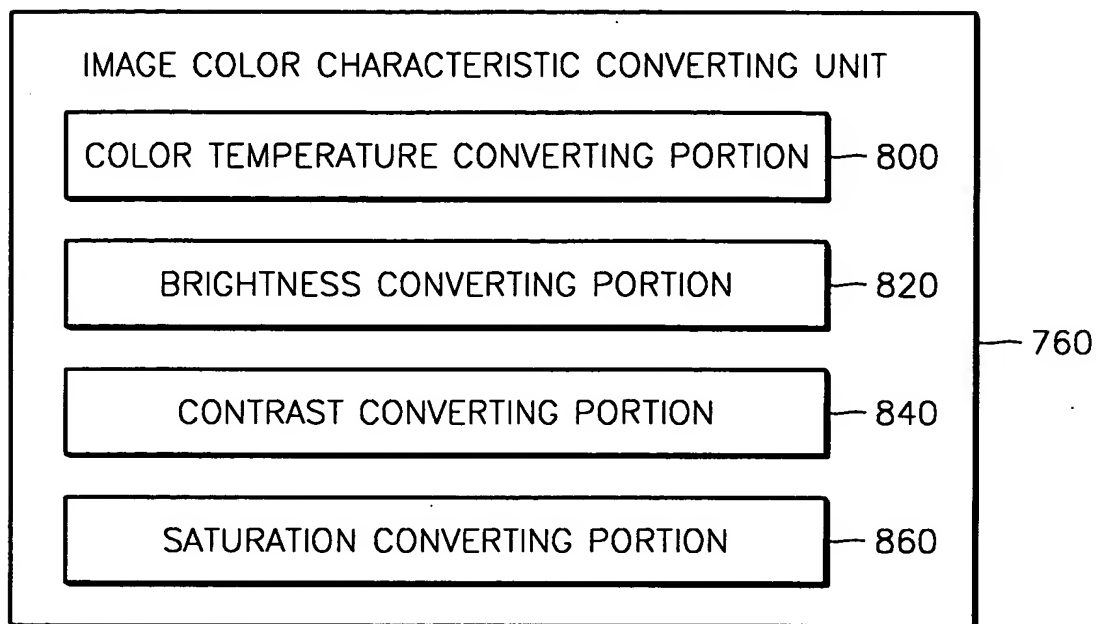 IMAGE COLOR CHARACTERISTIC CONVERTING UNIT
COLOR TEMPERATURE CONVERTING PORTION 800
BRIGHTNESS CONVERTING PORTION 820
760
CONTRAST CONVERTING PORTION 840
SATURATION CONVERTING PORTION 860